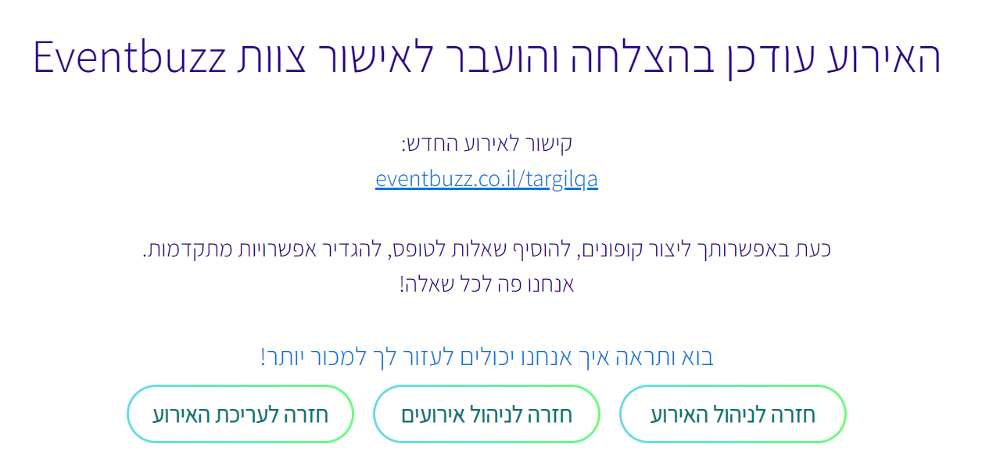 האירוע עודכן בהצלחה והועבר לאישור צוות Eventbuzz
קישור לאירוע החדש:
eventbuzz.co.il/targilqa
כעת באפשרותך ליצור קופונים, להוסיף שאלות לטופס, להגדיר אפשרויות מתקדמות.
אנחנו פה לכל שאלה!
בוא ותראה איך אנחנו יכולים לעזור לך למכור יותר!
חזרה לניהול האירוע
חזרה לניהול אירועים
חזרה לעריכת האירוע